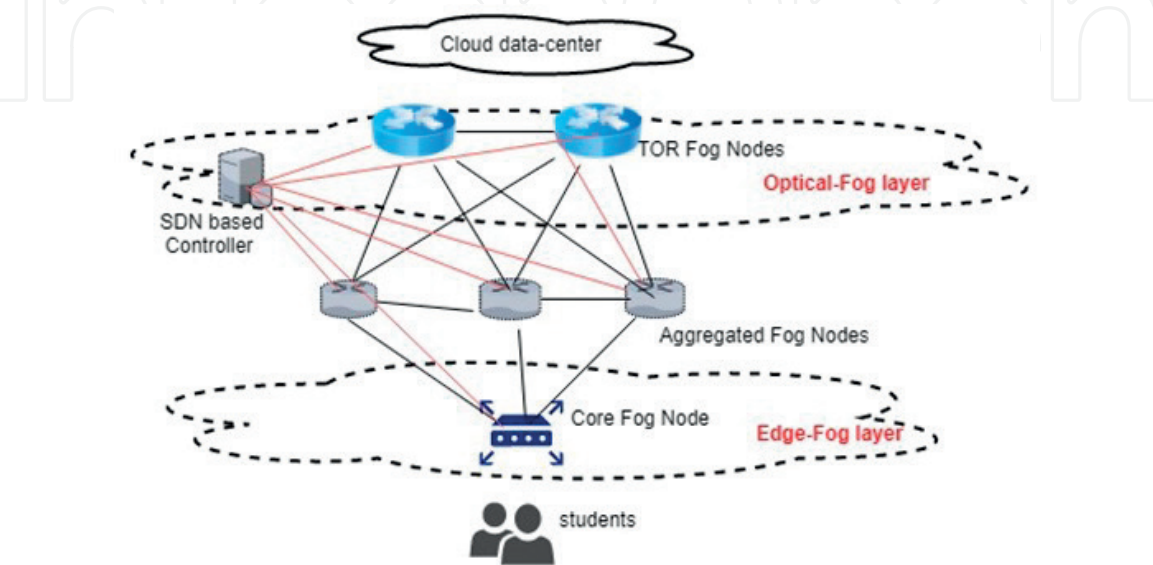 Cloud data-center
TOR Fog Nodes
Optical-Fog layer
SDN based
Controller
Aggregated Fog Nodes
Core Fog Node
Edge-Fog layer
students